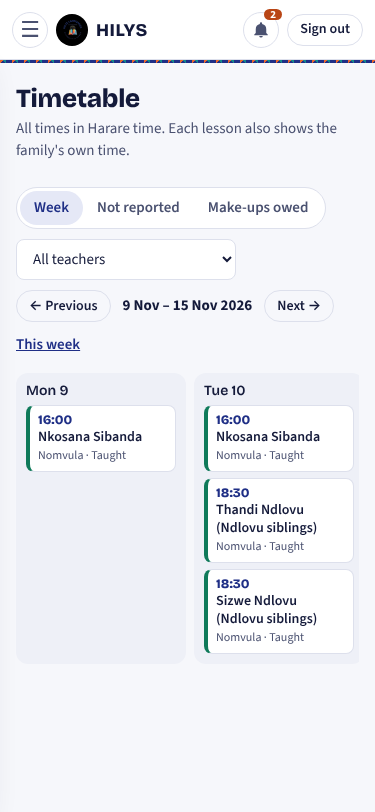 HILYS
2
Sign out
Timetable
All times in Harare time. Each lesson also shows the
family's own time.
Week
Not reported
Make-ups owed
All teachers
← Previous
9 Nov – 15 Nov 2026
Next →
This week
Mon 9
16:00
Nkosana Sibanda
Nomvula · Taught
Tue 10
16:00
Nkosana Sibanda
Nomvula · Taught
18:30
Thandi Ndlovu
(Ndlovu siblings)
Nomvula · Taught
18:30
Sizwe Ndlovu
(Ndlovu siblings)
Nomvula · Taught